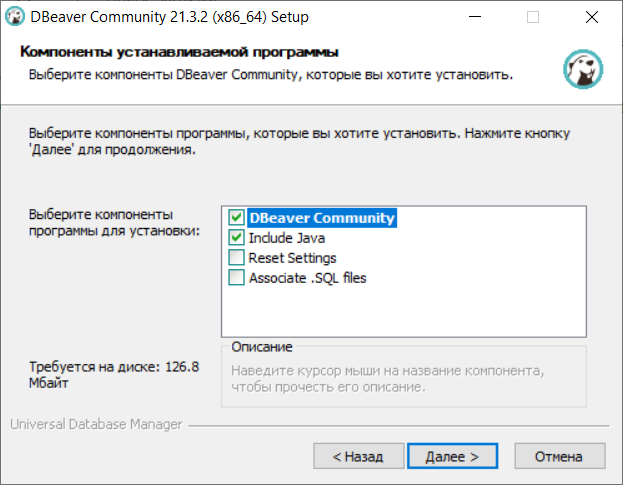 DBeaver Community 21.3.2 (x86_64) Setup
Компоненты устанавливаемой программы
Выберите компоненты DBeaver Community, которые вы хотите установить.
Выберите компоненты программы, которые вы хотите установить. Нажмите кнопку
'Далее' для продолжения.
Выберите компоненты
программы для установки:
DBeaver Community
Include Java
Reset Settings
Associate .SQL files
Требуется на диске: 126.8
Мбайт
Описание
Наведите курсор мыши на название компонента,
чтобы прочесть его описание.
Universal Database Manager
< Назад
Далее >
Отмена